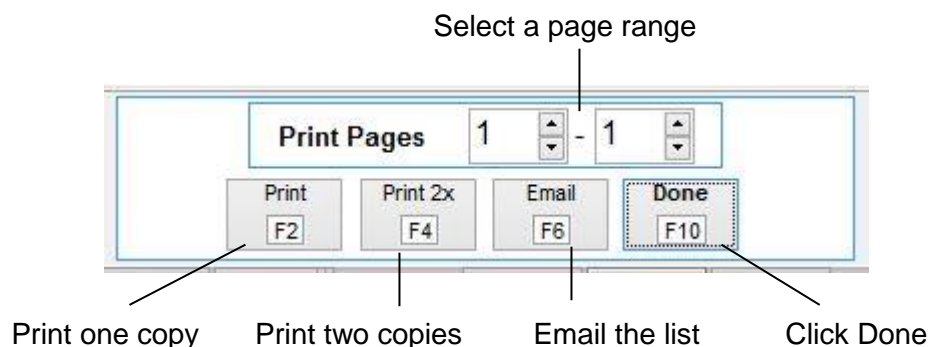 Select a page range
Print Pages 1 - 1
Print Print 2x Email Done
F2 F4 F6 F10
Print one copy Print two copies Email the list Click Done